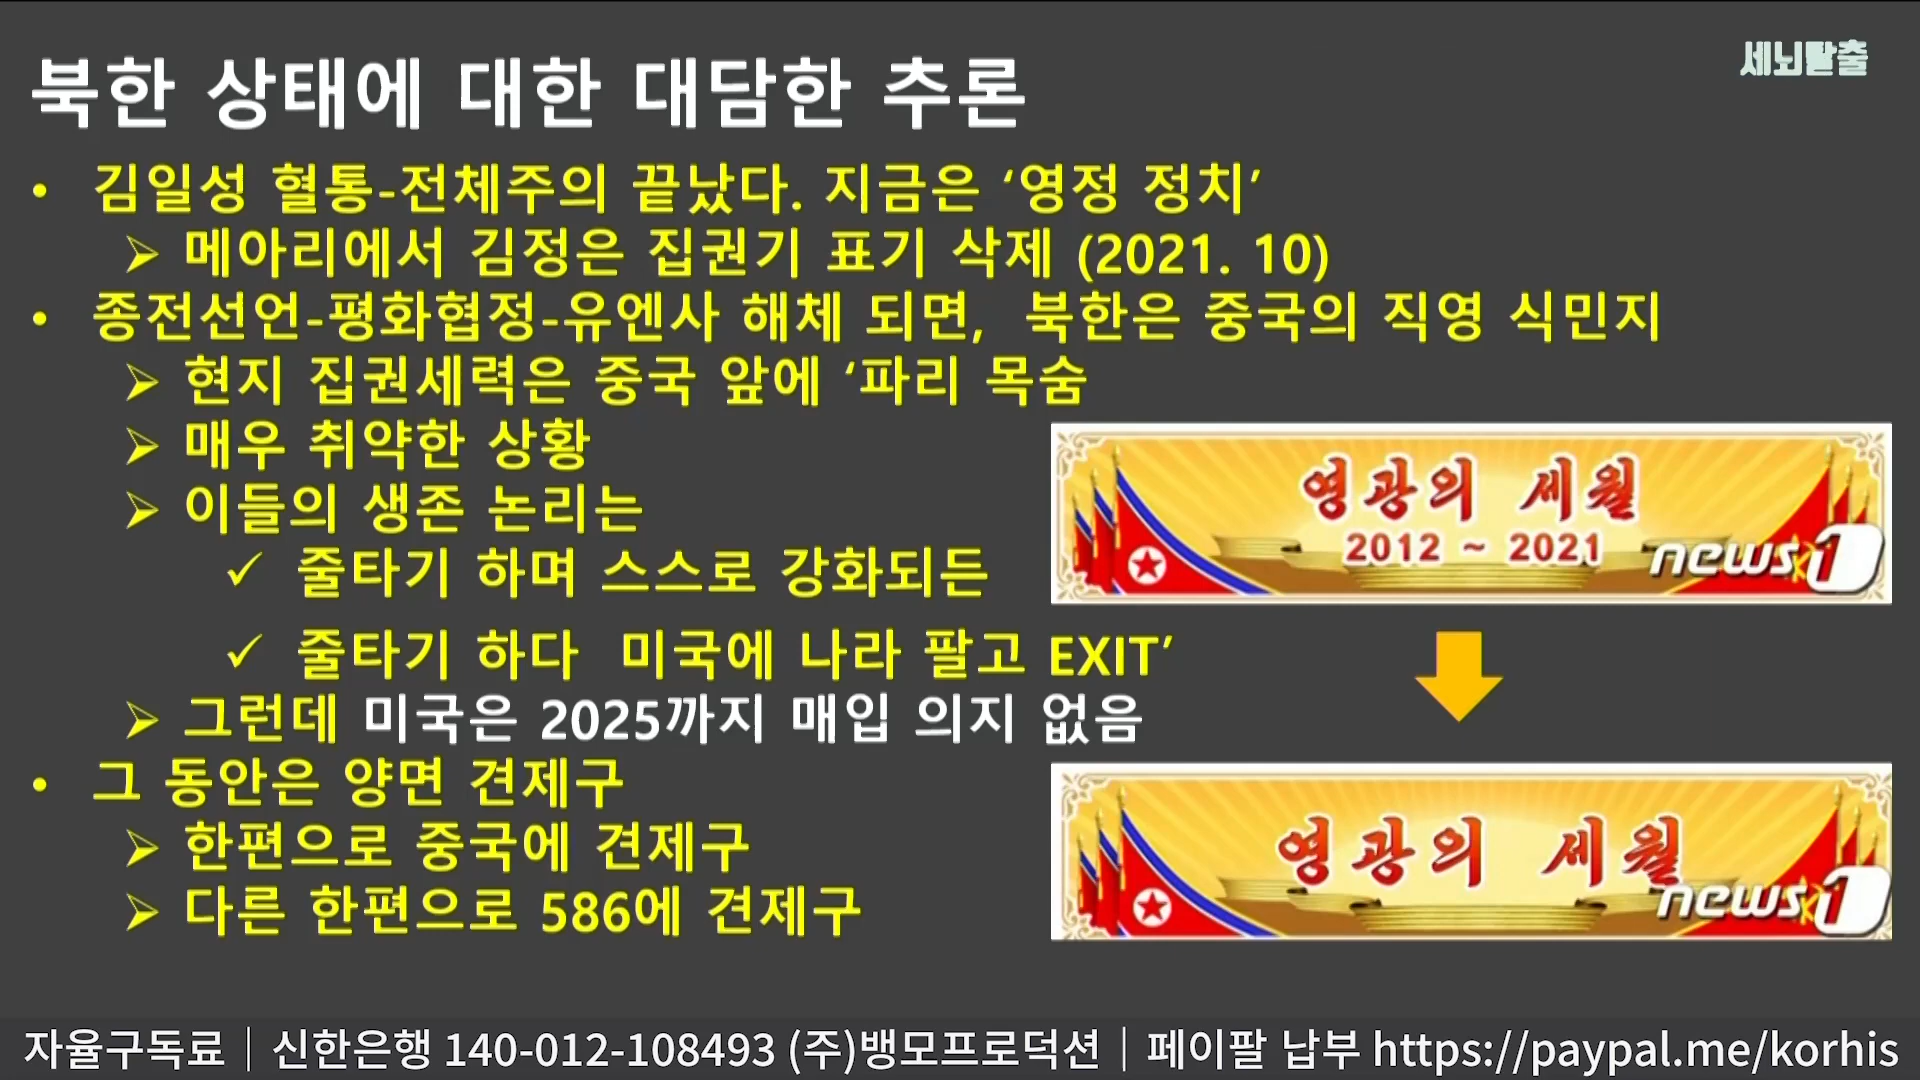 세뇌탈출
북한 상태에 대한 대담한 추론
• 김일성 혈통-전체주의 끝났다. 지금은 ‘영정 정치’
➢ 메아리에서 김정은 집권기 표기 삭제 (2021. 10)
• 종전선언-평화협정-유엔사 해체 되면, 북한은 중국의 직영 식민지
➢ 현지 집권세력은 중국 앞에 ‘파리 목숨
➢ 매우 취약한 상황
➢ 이들의 생존 논리는
✓ 줄타기 하며 스스로 강화되든
✓ 줄타기 하다 미국에 나라 팔고 EXIT’
➢ 그런데 미국은 2025까지 매입 의지 없음
• 그 동안은 양면 견제구
➢ 한편으로 중국에 견제구
➢ 다른 한편으로 586에 견제구
영광의 세월
2012 ~ 2021
news1
영광의 세월
news1
자율구독료│신한은행 140-012-108493 (주)뱅모프로덕션│페이팔 납부 https://paypal.me/korhis